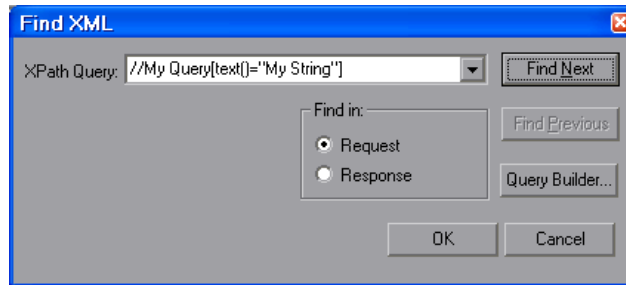 Find XML
XPath Query: //My Query[text()="My String"]
Find Next
Find in:
Request
Response
Find Previous
Query Builder...
OK
Cancel